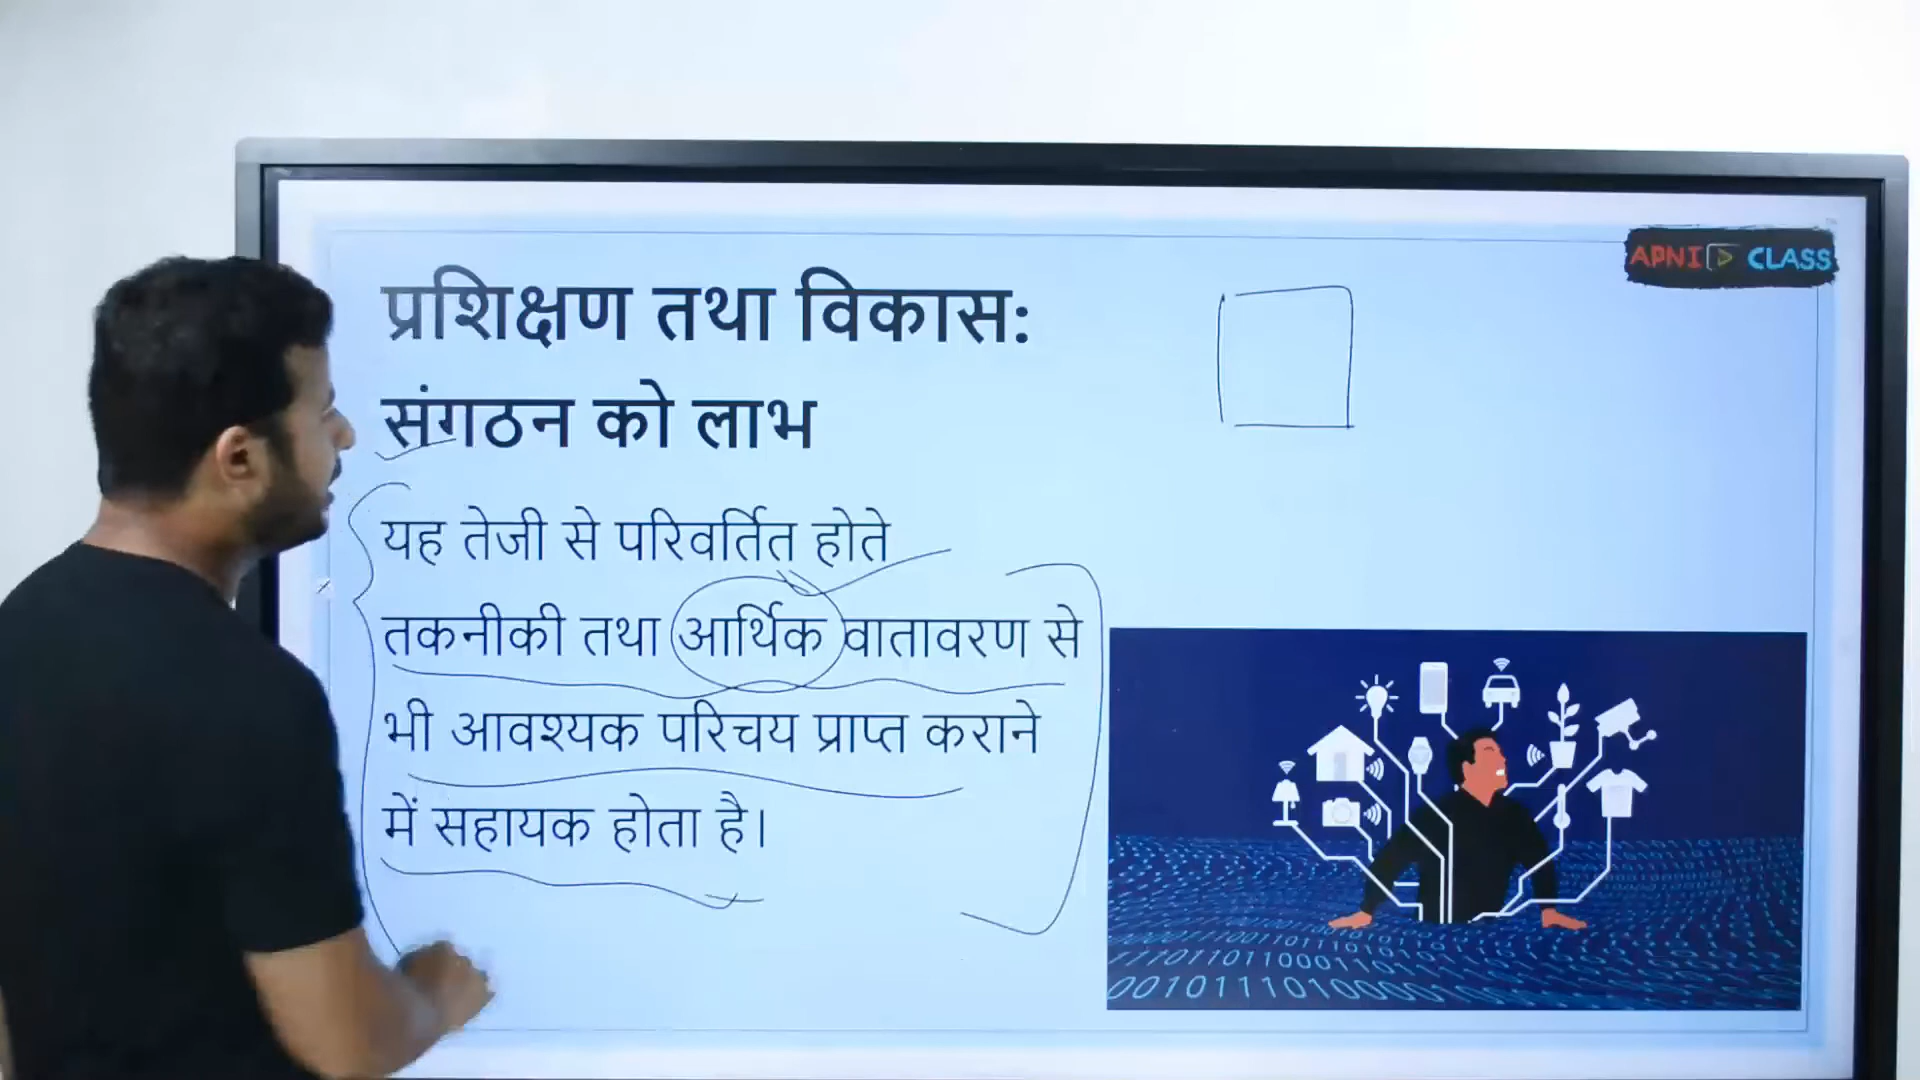 APNI CLASS
प्रशिक्षण तथा विकास:
संगठन को लाभ
यह तेजी से परिवर्तित होते
तकनीकी तथा आर्थिक वातावरण से
भी आवश्यक परिचय प्राप्त कराने
में सहायक होता है।